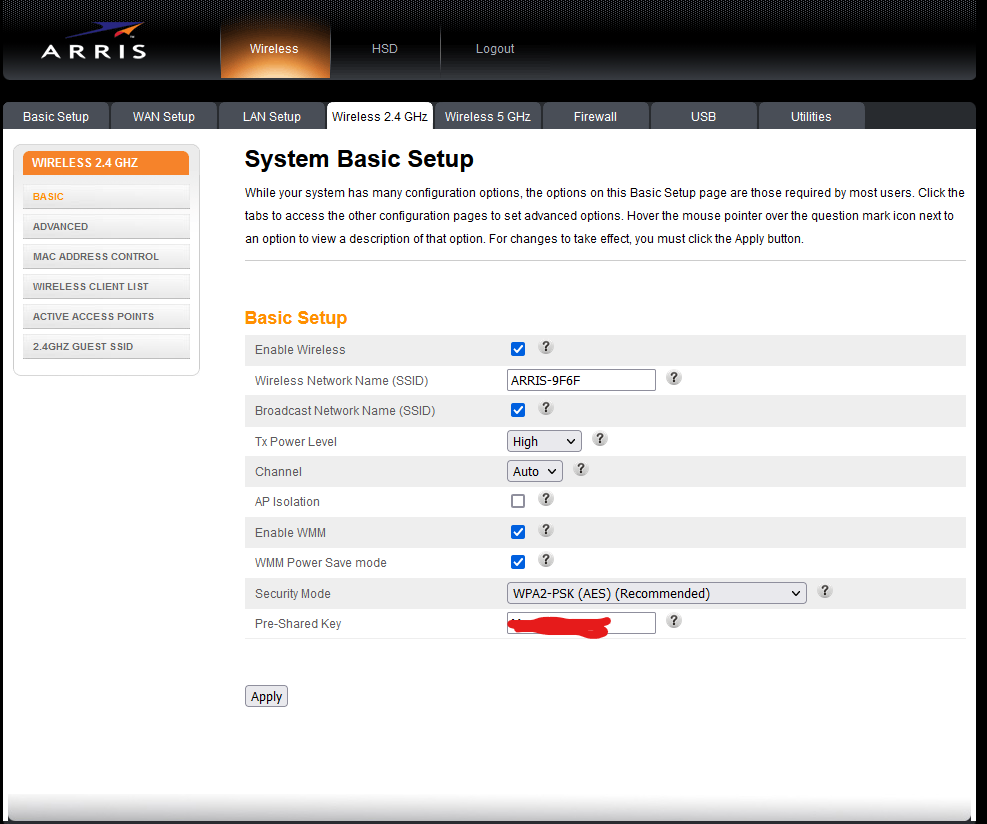 ARRIS
Wireless
HSD
Logout
Basic Setup
WAN Setup
LAN Setup
Wireless 2.4 GHz
Wireless 5 GHz
Firewall
USB
Utilities
WIRELESS 2.4 GHZ
BASIC
ADVANCED
MAC ADDRESS CONTROL
WIRELESS CLIENT LIST
ACTIVE ACCESS POINTS
2.4GHZ GUEST SSID
System Basic Setup
While your system has many configuration options, the options on this Basic Setup page are those required by most users. Click the
tabs to access the other configuration pages to set advanced options. Hover the mouse pointer over the question mark icon next to
an option to view a description of that option. For changes to take effect, you must click the Apply button.
Basic Setup
Enable Wireless ?
Wireless Network Name (SSID) ARRIS-9F6F ?
Broadcast Network Name (SSID) ?
Tx Power Level High ?
Channel Auto ?
AP Isolation ?
Enable WMM ?
WMM Power Save mode ?
Security Mode WPA2-PSK (AES) (Recommended) ?
Pre-Shared Key ?
Apply